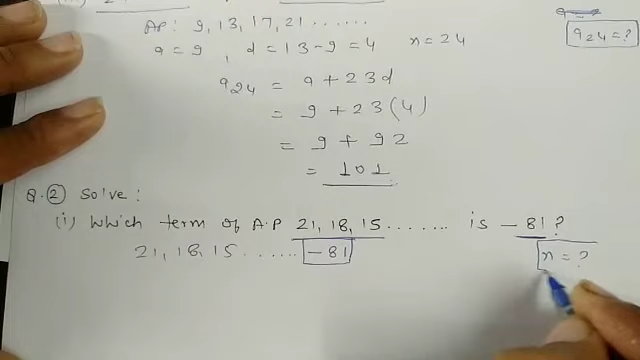 AP: 9, 13, 17, 21 ......
a = 9 , d = 13 - 9 = 4 n = 24
a24 = ?
a24 = a + 23d
= 9 + 23(4)
= 9 + 92
= 101
Q.② Solve :
(i) Which term of A.P 21, 18, 15....... is - 81 ?
21, 18, 15 ...... - 81
n = ?